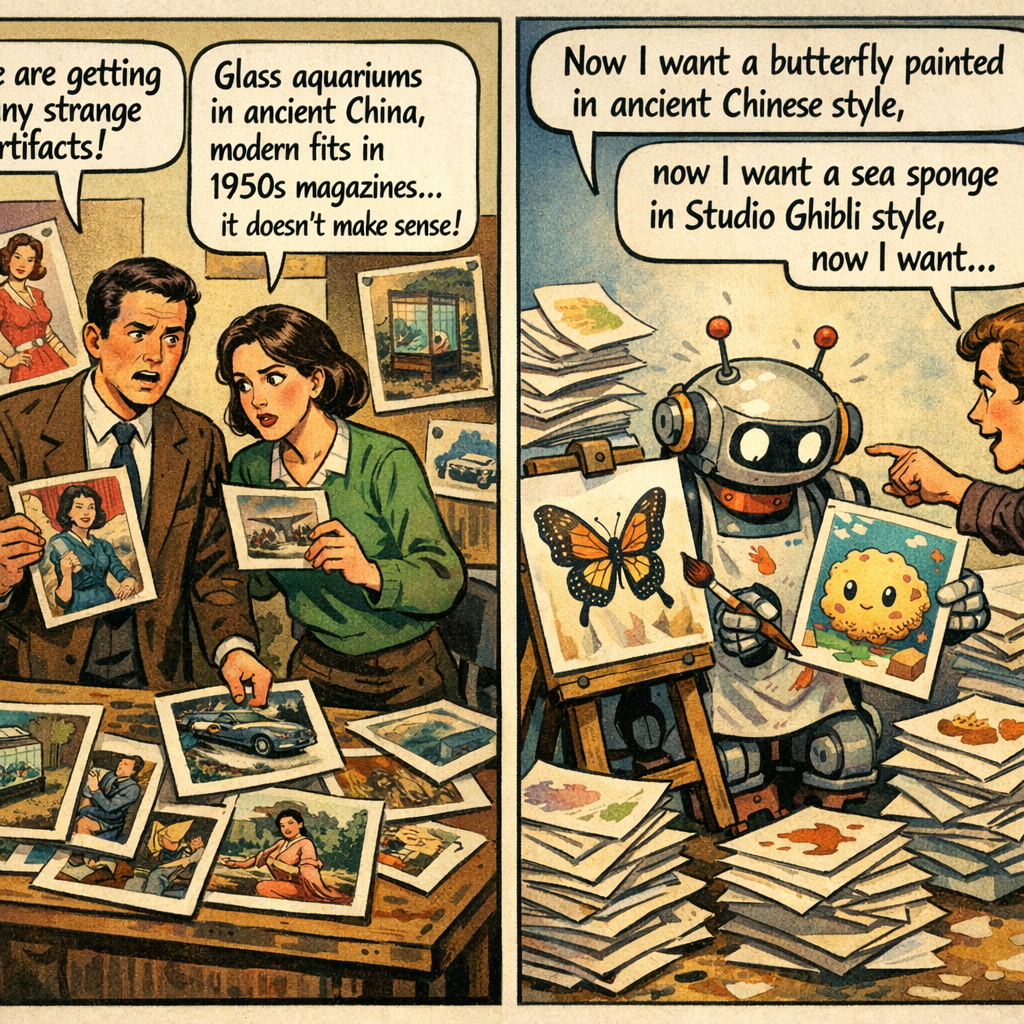 e are getting
ny strange
rtifacts!
Glass aquariums
in ancient China,
modern fits in
1950s magazines...
it doesn't make sense!
Now I want a butterfly painted
in ancient Chinese style,
now I want a sea sponge
in Studio Ghibli style,
now I want...